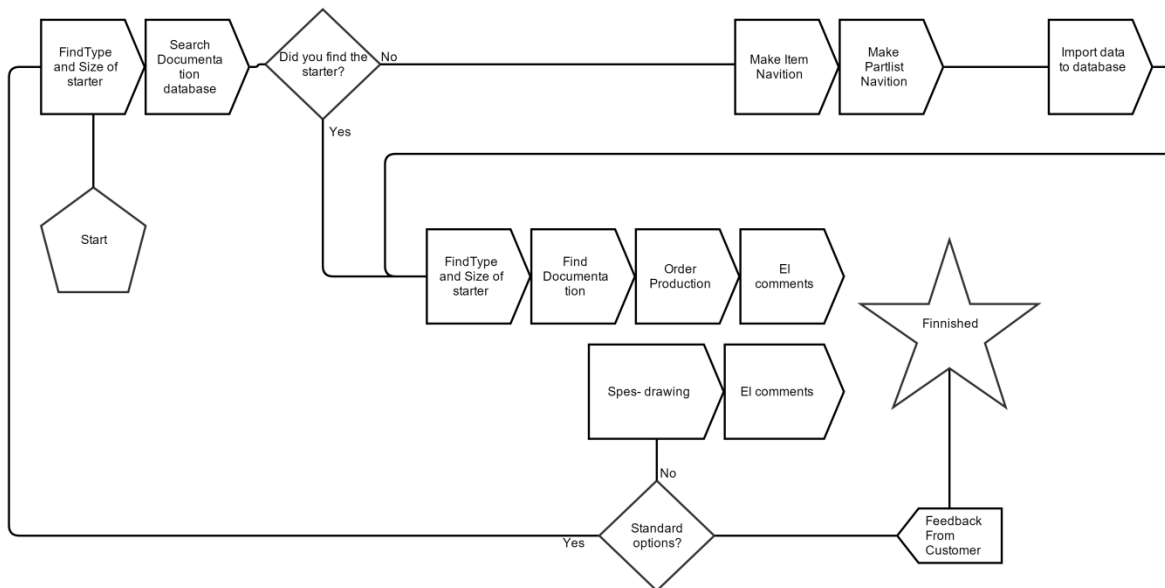 FindType
and Size of
starter
Search
Documenta
tion
database
Did you find the
starter?
No
Make Item
Navition
Make
Partlist
Navition
Import data
to database
Yes
Start
FindType
and Size of
starter
Find
Documenta
tion
Order
Production
El
comments
Finnished
Spes- drawing
El comments
No
Standard
options?
Yes
Feedback
From
Customer